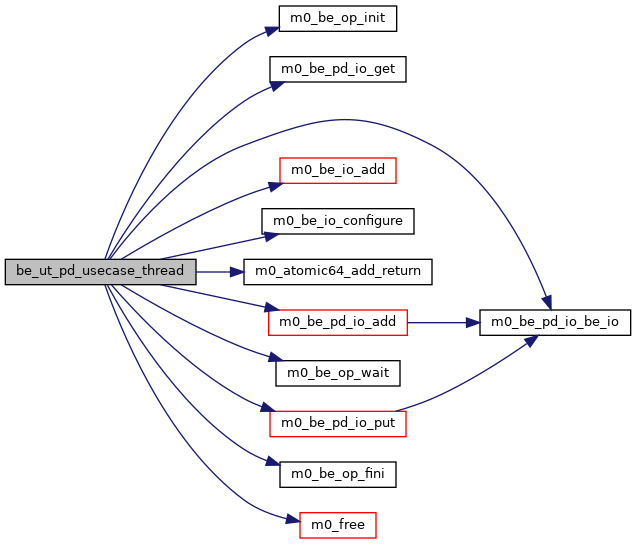 m0_be_op_init
m0_be_pd_io_get
m0_be_io_add
m0_be_io_configure
be_ut_pd_usecase_thread
m0_atomic64_add_return
m0_be_pd_io_add
m0_be_pd_io_be_io
m0_be_op_wait
m0_be_pd_io_put
m0_be_op_fini
m0_free